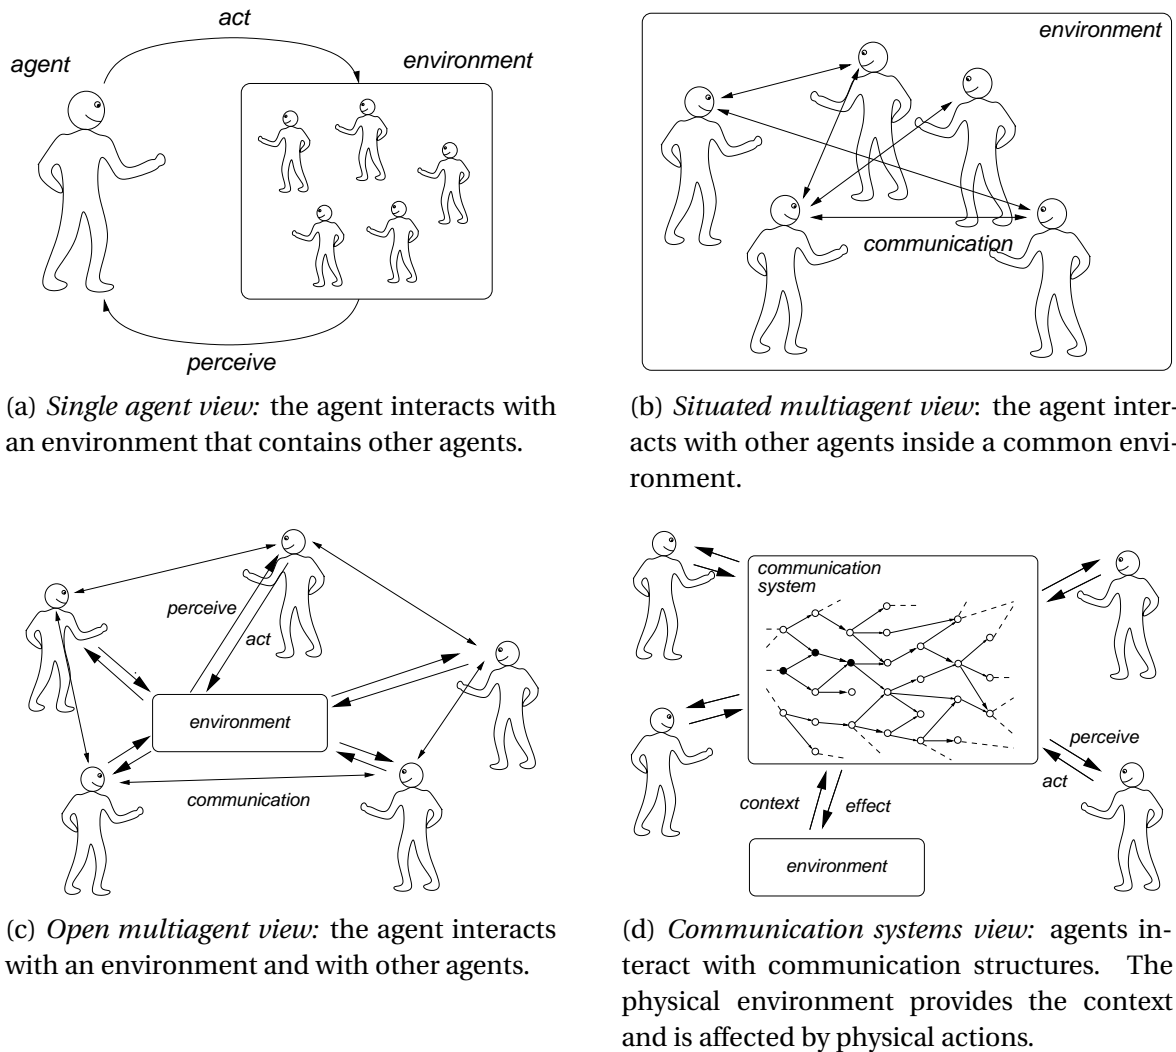 act
agent
environment
perceive
(a) Single agent view: the agent interacts with
an environment that contains other agents.
environment
communication
(b) Situated multiagent view: the agent inter-
acts with other agents inside a common envi-
ronment.
perceive
act
environment
communication
(c) Open multiagent view: the agent interacts
with an environment and with other agents.
communication
system
perceive
act
context
effect
environment
(d) Communication systems view: agents in-
teract with communication structures. The
physical environment provides the context
and is affected by physical actions.